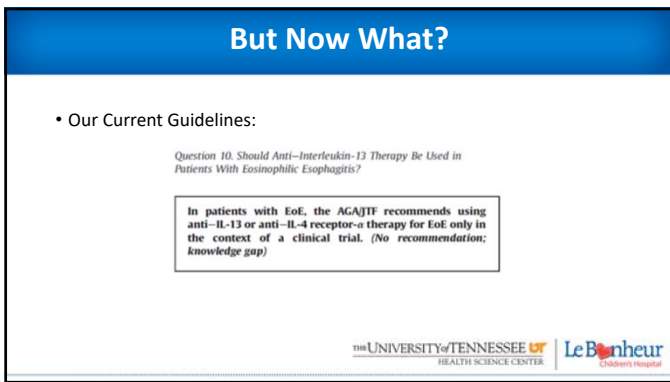 But Now What?
• Our Current Guidelines:
Question 10. Should Anti–Interleukin-13 Therapy Be Used in
Patients With Eosinophilic Esophagitis?
In patients with EoE, the AGA/JTF recommends using
anti–IL-13 or anti–IL-4 receptor-α therapy for EoE only in
the context of a clinical trial. (No recommendation;
knowledge gap)
THE UNIVERSITY of TENNESSEE UT
HEALTH SCIENCE CENTER
Le Bonheur
Children's Hospital